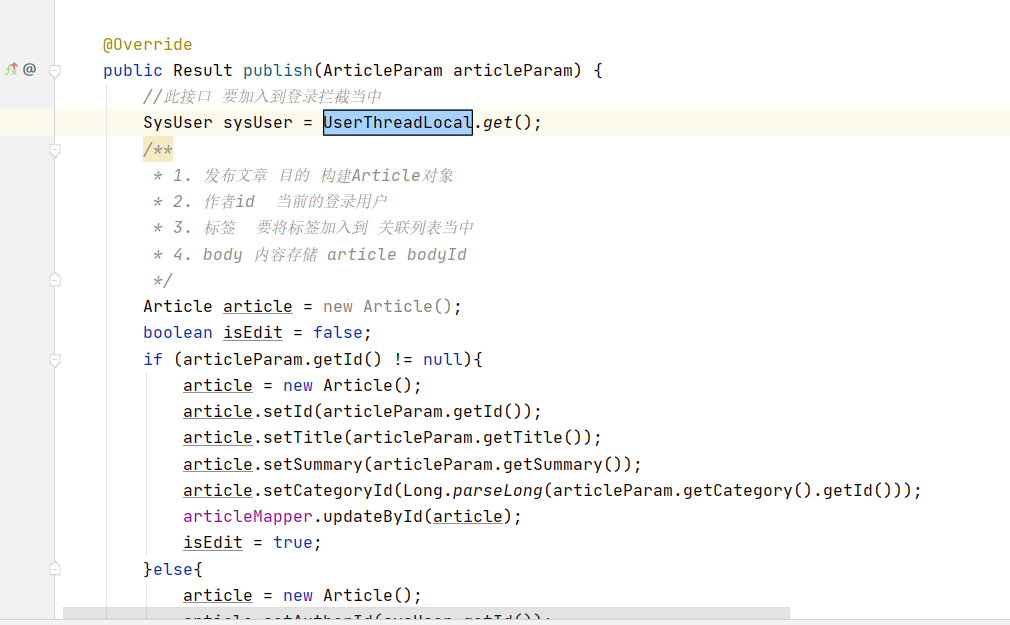 @Override
@ public Result publish(ArticleParam articleParam) {
//此接口 要加入到登录拦截当中
SysUser sysUser = UserThreadLocal.get();
/**
* 1. 发布文章 目的 构建Article对象
* 2. 作者id 当前的登录用户
* 3. 标签 要将标签加入到 关联列表当中
* 4. body 内容存储 article bodyId
*/
Article article = new Article();
boolean isEdit = false;
if (articleParam.getId() != null){
article = new Article();
article.setId(articleParam.getId());
article.setTitle(articleParam.getTitle());
article.setSummary(articleParam.getSummary());
article.setCategoryId(Long.parseLong(articleParam.getCategory().getId()));
articleMapper.updateById(article);
isEdit = true;
}else{
article = new Article();
article.setAuthorId(sysUser.getId());